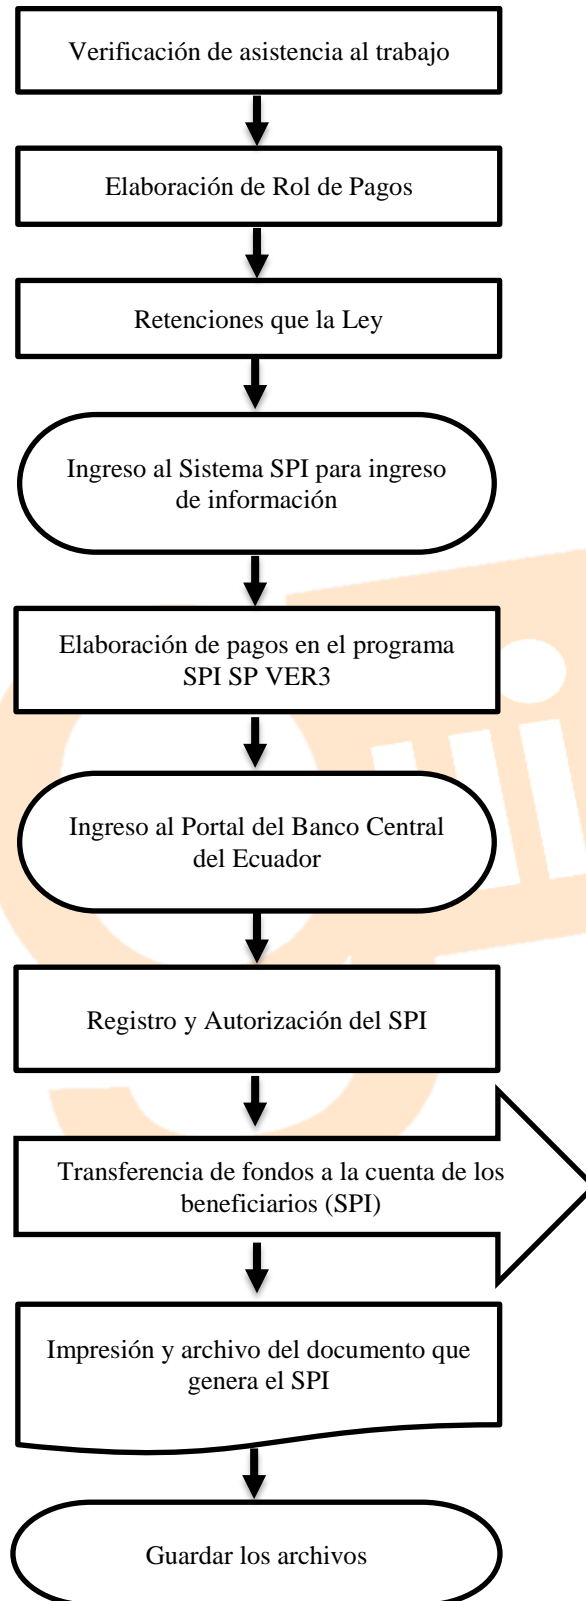 Verificación de asistencia al trabajo
Elaboración de Rol de Pagos
Retenciones que la Ley
Ingreso al Sistema SPI para ingreso
de información
Elaboración de pagos en el programa
SPI SP VER3
Ingreso al Portal del Banco Central
del Ecuador
Registro y Autorización del SPI
Transferencia de fondos a la cuenta de los
beneficiarios (SPI)
Impresión y archivo del documento que
genera el SPI
Guardar los archivos